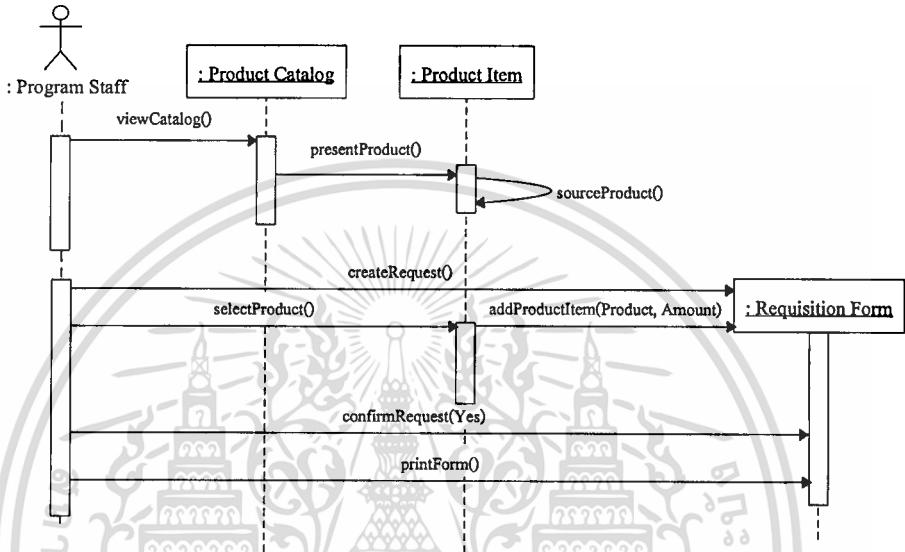 : Program Staff
: Product Catalog
: Product Item
viewCatalog()
presentProduct()
sourceProduct()
createRequest()
: Requisition Form
selectProduct()
addProductItem(Product, Amount)
confirmRequest(Yes)
printForm()